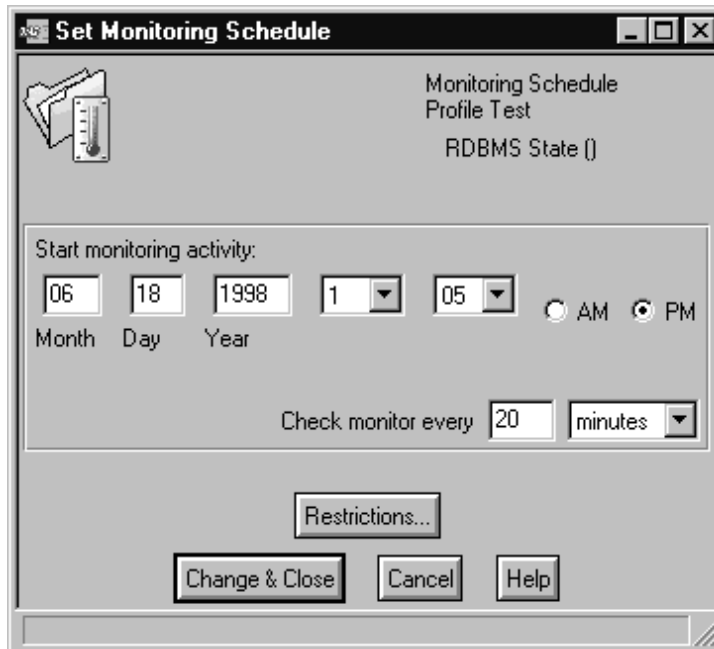 Set Monitoring Schedule
Monitoring Schedule
Profile Test
RDBMS State ()
Start monitoring activity:
06 18 1998 1 05 AM PM
Month Day Year
Check monitor every 20 minutes
Restrictions...
Change & Close Cancel Help